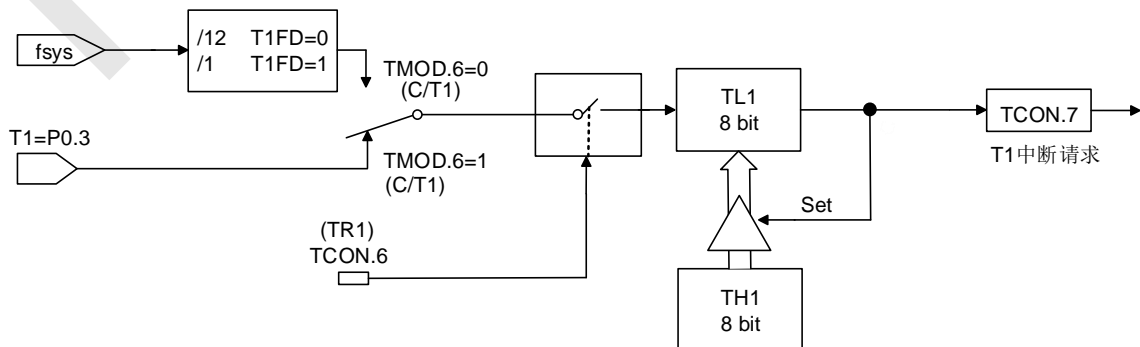 fsys
/12 T1FD=0
/1 T1FD=1
TMOD.6=0
(C/T1)
T1=P0.3
TMOD.6=1
(C/T1)
(TR1)
TCON.6
TL1
8 bit
TCON.7
T1中断请求
Set
TH1
8 bit